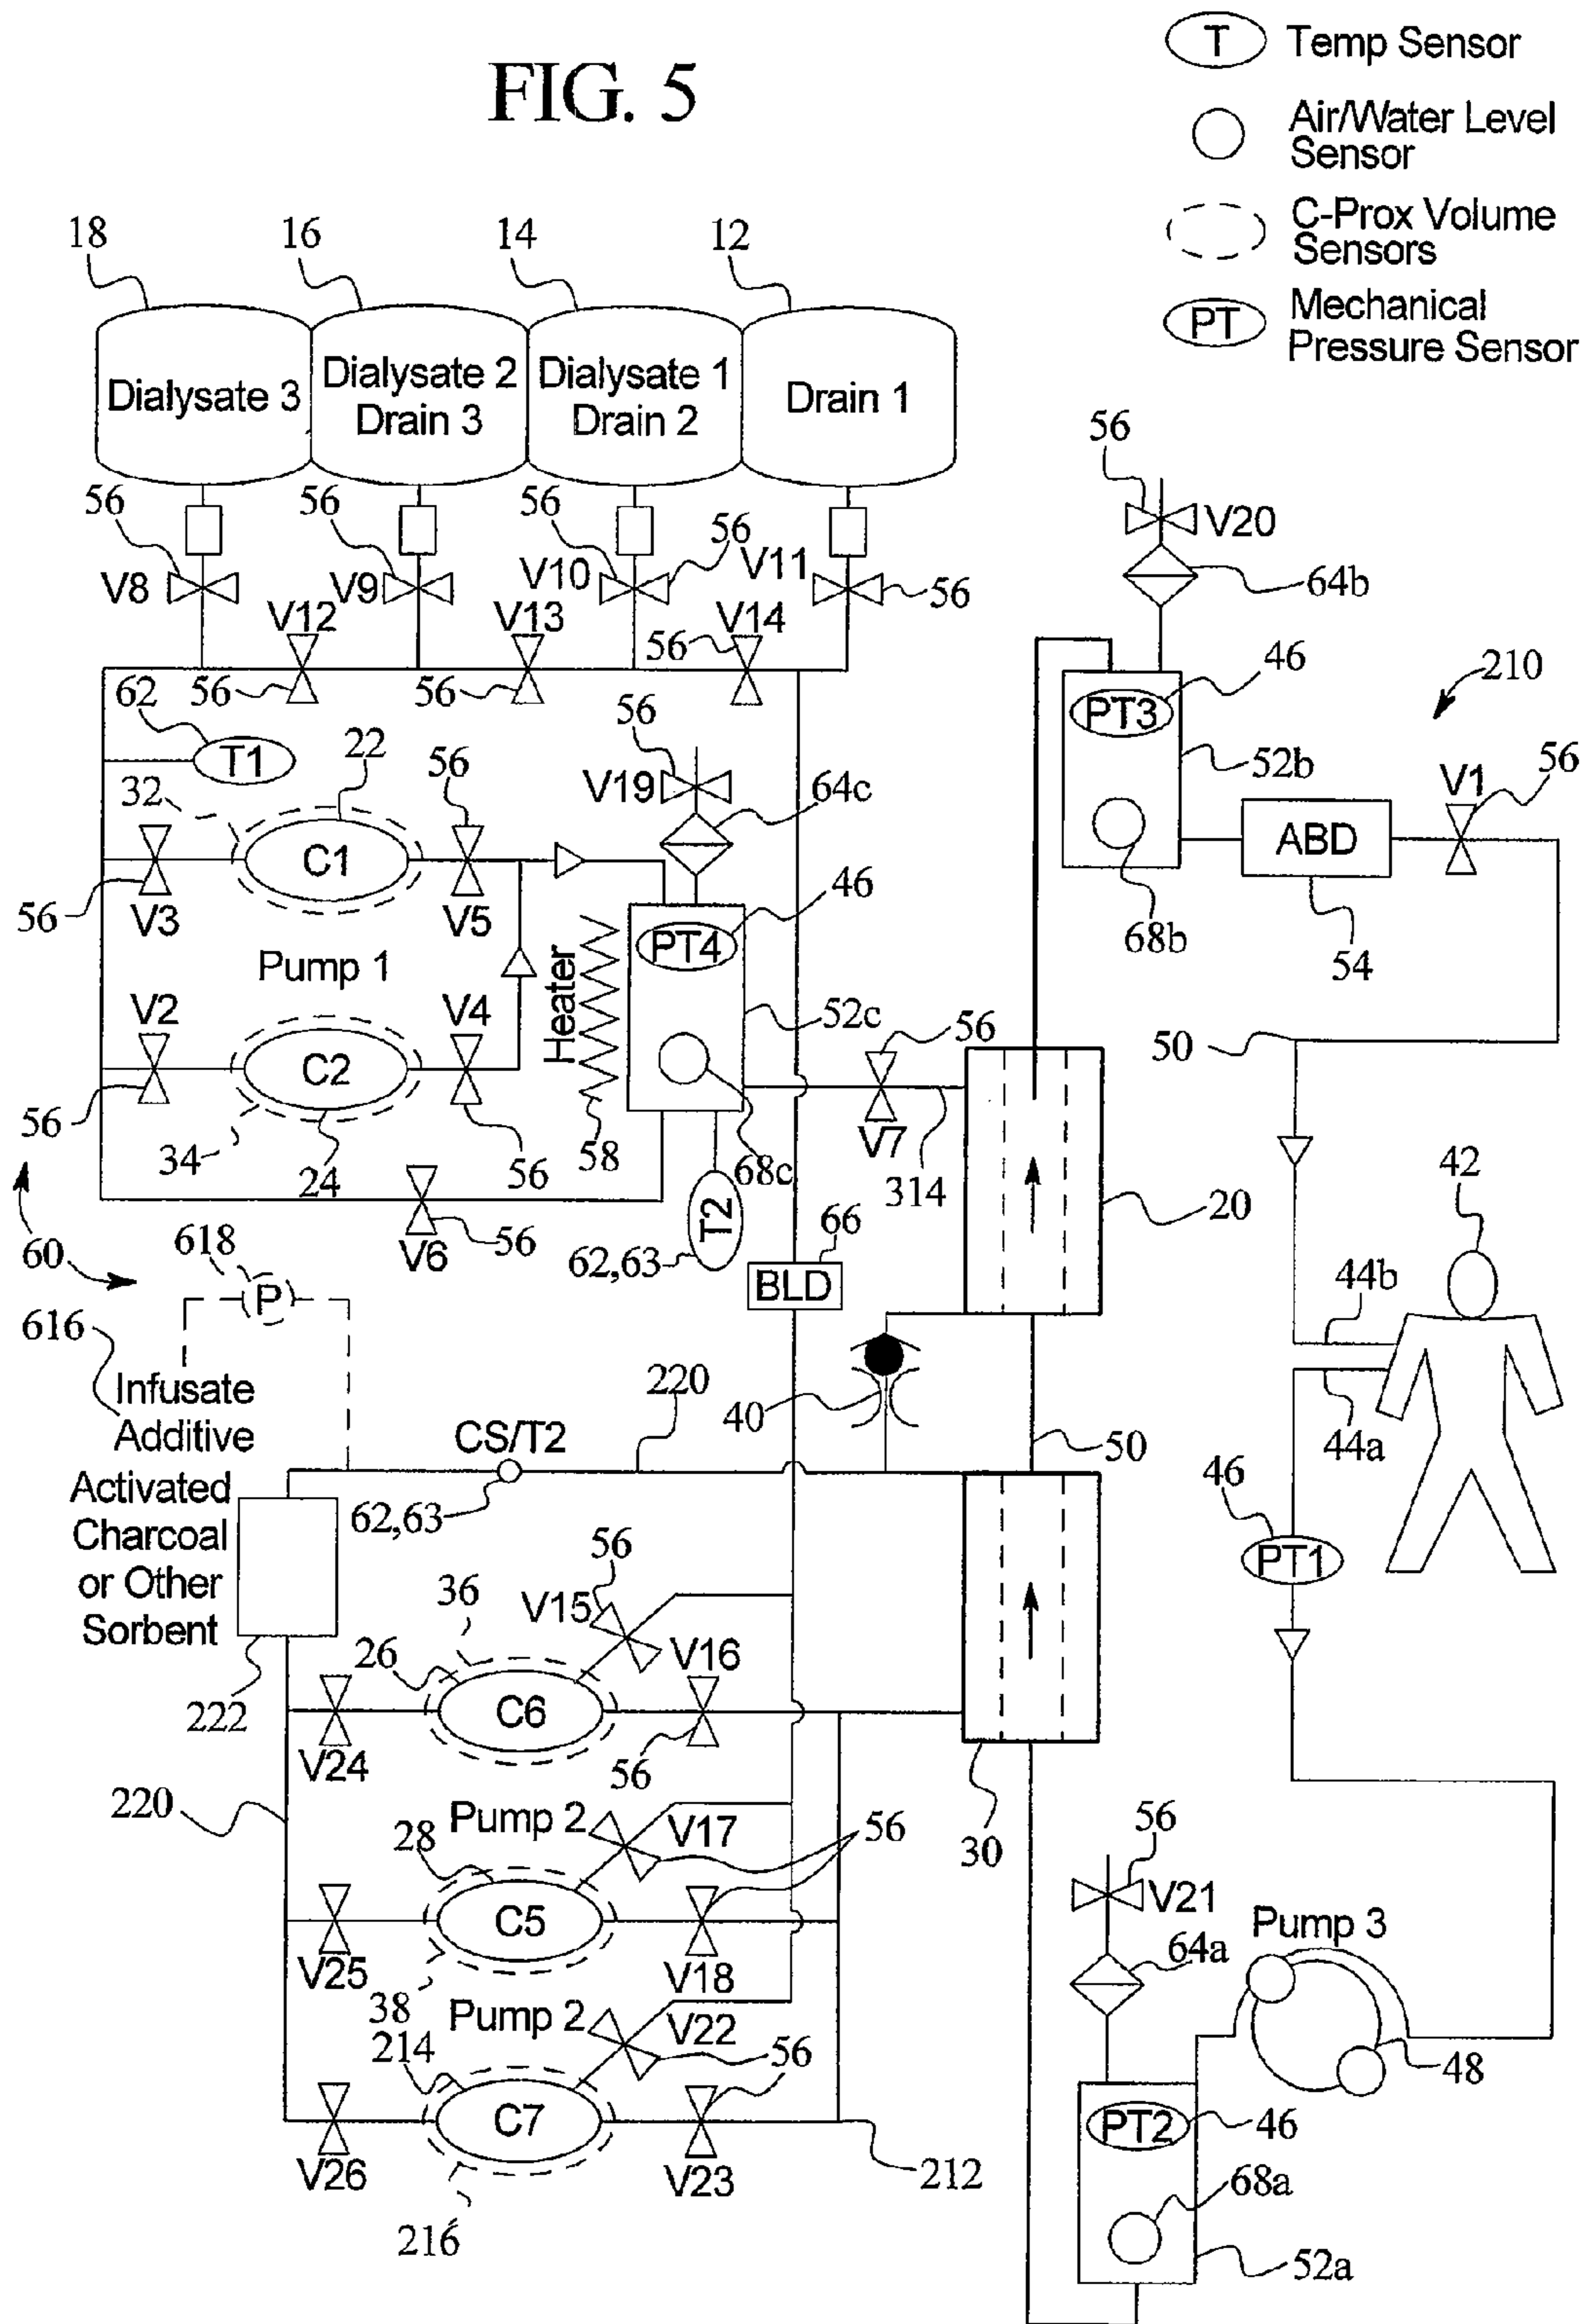 FIG. 5
T Temp Sensor
Air/Water Level
Sensor
C-Prox Volume
Sensors
PT Mechanical
Pressure Sensor
18 16 14 12
Dialysate 3
Dialysate 2
Drain 3
Dialysate 1
Drain 2
Drain 1
56 56 56 56
V8 V9 V10 V11 56
V12 V13 V14
56 56 56
56
V20
64b
62
T1
32 22 56
C1
V3 V5
56
Pump 1
V2 V4
C2
56 34 24 56
V6 56
60
56
V19
64c
46
PT4
Heater
52c
58
68c
T2
62,63
56
V7
314
46
PT3
210
52b
68b
ABD
54
V1 56
50
20
42
44b
44a
66
BLD
618
P
616
Infusate
Additive
Activated
Charcoal
or Other
Sorbent
222
CS/T2
62,63
220
40
50
46
PT1
56
V15
36
26
C6
V16
56
V24
220
Pump 2
28
V17
56
C5
V25
38
V18
30
Pump 2
214
V22
56
C7
V26
V23
216
212
56
V21
64a
Pump 3
48
PT2
46
68a
52a